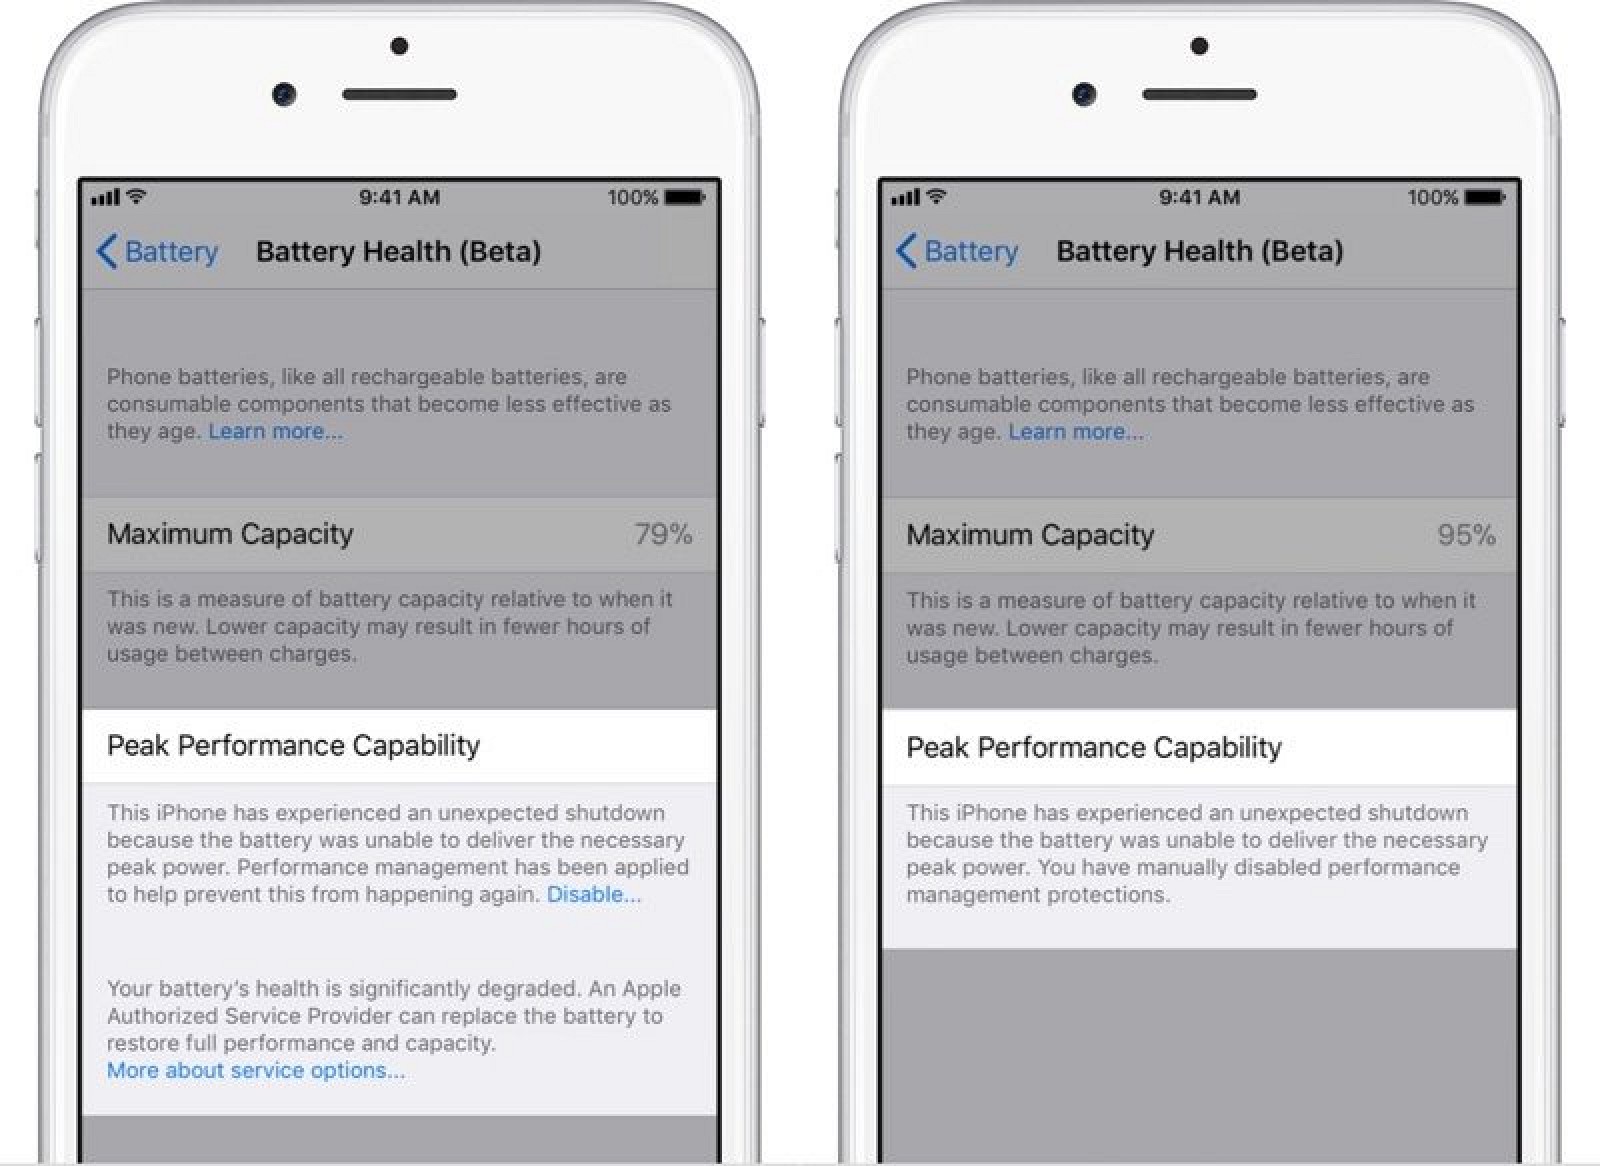 9:41 AM
100%
Battery
Battery Health (Beta)
Phone batteries, like all rechargeable batteries, are
consumable components that become less effective as
they age. Learn more...
Maximum Capacity
79%
This is a measure of battery capacity relative to when it
was new. Lower capacity may result in fewer hours of
usage between charges.
Peak Performance Capability
This iPhone has experienced an unexpected shutdown
because the battery was unable to deliver the necessary
peak power. Performance management has been applied
to help prevent this from happening again. Disable...
Your battery's health is significantly degraded. An Apple
Authorized Service Provider can replace the battery to
restore full performance and capacity.
More about service options...
9:41 AM
100%
Battery
Battery Health (Beta)
Phone batteries, like all rechargeable batteries, are
consumable components that become less effective as
they age. Learn more...
Maximum Capacity
95%
This is a measure of battery capacity relative to when it
was new. Lower capacity may result in fewer hours of
usage between charges.
Peak Performance Capability
This iPhone has experienced an unexpected shutdown
because the battery was unable to deliver the necessary
peak power. You have manually disabled performance
management protections.